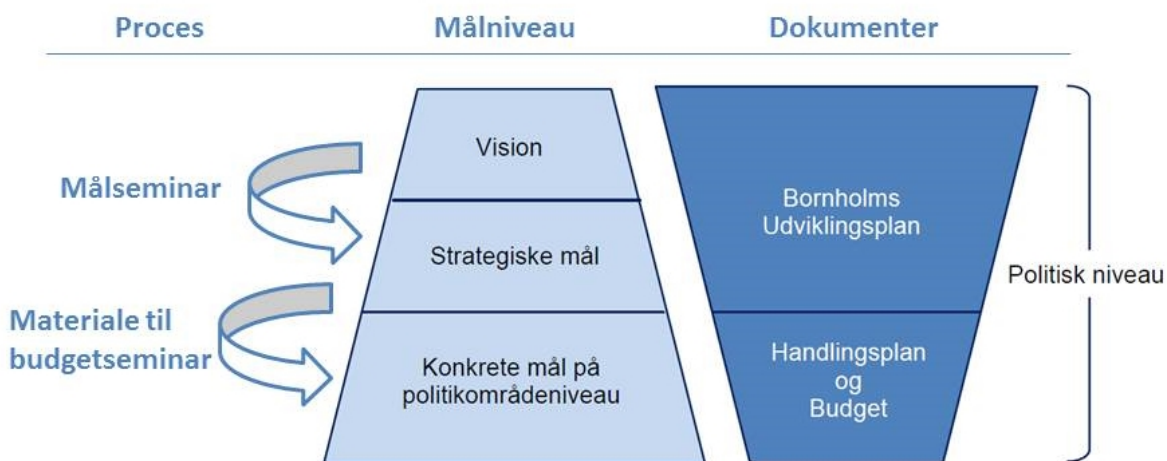 Proces
Målniveau
Dokumenter
Målseminar
Materiale til
budgetseminar
Vision
Strategiske mål
Konkrete mål på
politikområdeniveau
Bornholms
Udviklingsplan
Handlingsplan
og
Budget
Politisk niveau